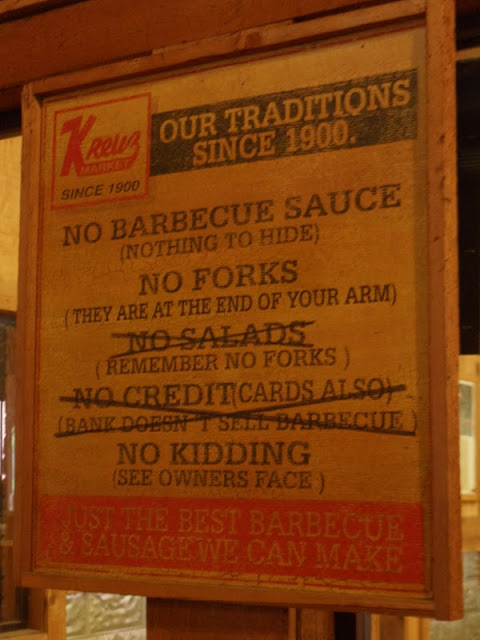 Kreuz
MARKET
SINCE 1900
OUR TRADITIONS
SINCE 1900.
NO BARBECUE SAUCE
(NOTHING TO HIDE)
NO FORKS
(THEY ARE AT THE END OF YOUR ARM)
NO SALADS
(REMEMBER NO FORKS)
NO CREDIT(CARDS ALSO)
(BANK DOESN'T SELL BARBECUE)
NO KIDDING
(SEE OWNERS FACE)
JUST THE BEST BARBECUE
& SAUSAGE WE CAN MAKE